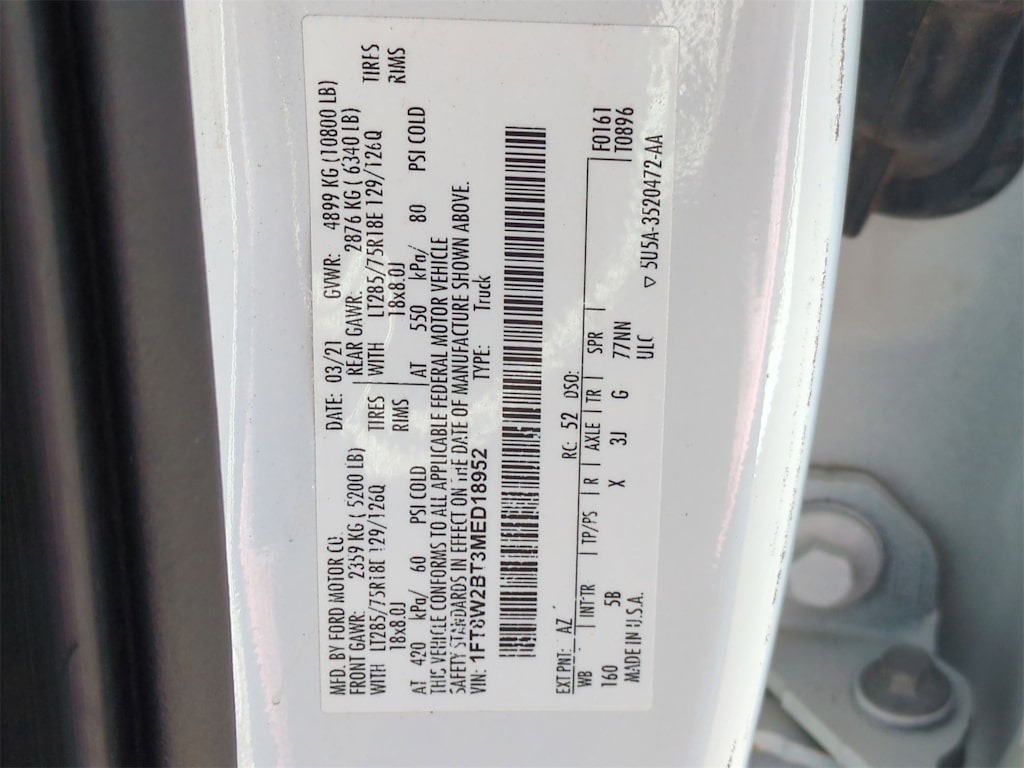 MFD. BY FORD MOTOR CO. DATE: 03/21 GVWR: 4899 KG (10800 LB)
FRONT GAWR: 2359 KG ( 5200 LB) REAR GAWR: 2876 KG ( 6340 LB)
WITH LT285/75R18E 129/126Q TIRES WITH LT285/75R18E 129/126Q TIRES
18x8.0J RIMS 18x8.0J RIMS
AT 420 kPa/ 60 PSI COLD AT 550 kPa/ 80 PSI COLD
THIS VEHICLE CONFORMS TO ALL APPLICABLE FEDERAL MOTOR VEHICLE
SAFETY STANDARDS IN EFFECT ON THE DATE OF MANUFACTURE SHOWN ABOVE.
VIN: 1FT8W2BT3MED18952 TYPE: Truck
EXT PNT: AZ RC: 52 DSO:
WB INT TR TP/PS R AXLE TR SPR F0161
160 5B X 3J G 77NN T0896
MADE IN U.S.A. ULC
▽ 5U5A-3520472-AA